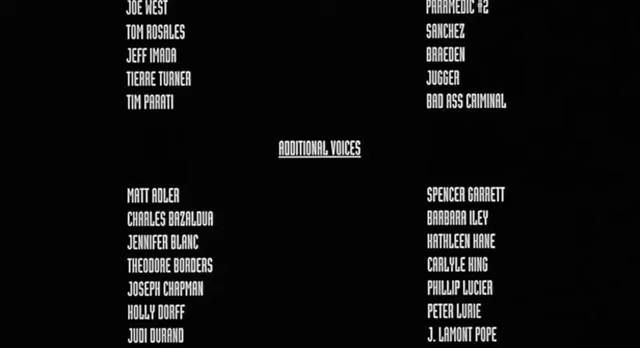 JOE WEST PARAMEDIC #2
TOM ROSALES SANCHEZ
JEFF IMADA BRAEDEN
TIERRE TURNER JUGGER
TIM PARATI BAD ASS CRIMINAL
ADDITIONAL VOICES
MATT ADLER SPENCER GARRETT
CHARLES BAZALDUA BARBARA ILEY
JENNIFER BLANC KATHLEEN KANE
THEODORE BORDERS CARLYLE KING
JOSEPH CHAPMAN PHILLIP LUCIER
HOLLY DORFF PETER LURIE
JUDI DURAND J. LAMONT POPE